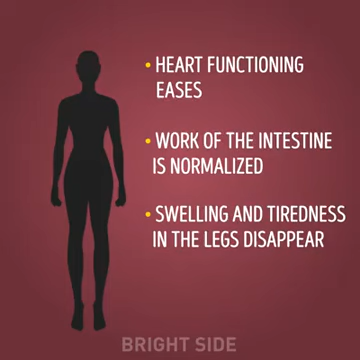 • HEART FUNCTIONING
EASES
• WORK OF THE INTESTINE
IS NORMALIZED
• SWELLING AND TIREDNESS
IN THE LEGS DISAPPEAR
BRIGHT SIDE